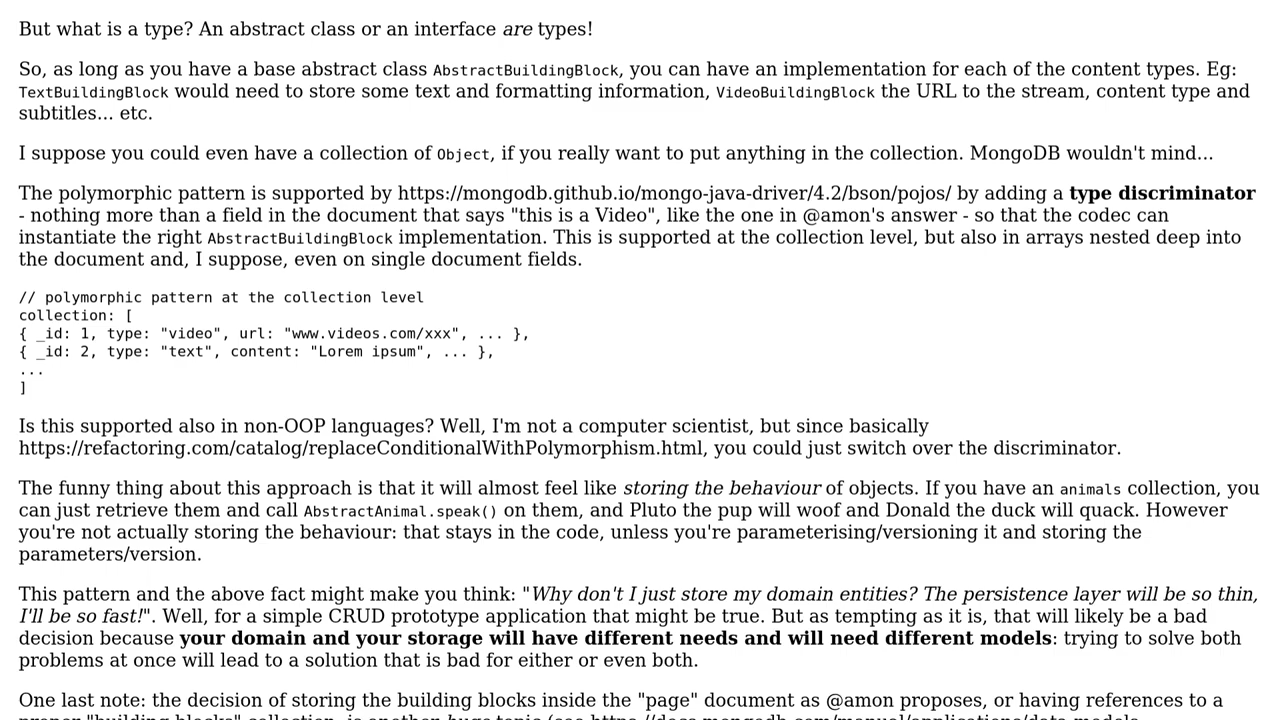 But what is a type? An abstract class or an interface are types!
So, as long as you have a base abstract class AbstractBuildingBlock, you can have an implementation for each of the content types. Eg:
TextBuildingBlock would need to store some text and formatting information, VideoBuildingBlock the URL to the stream, content type and
subtitles... etc.
I suppose you could even have a collection of Object, if you really want to put anything in the collection. MongoDB wouldn't mind...
The polymorphic pattern is supported by https://mongodb.github.io/mongo-java-driver/4.2/bson/pojos/ by adding a type discriminator
- nothing more than a field in the document that says "this is a Video", like the one in @amon's answer - so that the codec can
instantiate the right AbstractBuildingBlock implementation. This is supported at the collection level, but also in arrays nested deep into
the document and, I suppose, even on single document fields.
// polymorphic pattern at the collection level
collection: [
{ _id: 1, type: "video", url: "www.videos.com/xxx", ... },
{ _id: 2, type: "text", content: "Lorem ipsum", ... },
...
]
Is this supported also in non-OOP languages? Well, I'm not a computer scientist, but since basically
https://refactoring.com/catalog/replaceConditionalWithPolymorphism.html, you could just switch over the discriminator.
The funny thing about this approach is that it will almost feel like storing the behaviour of objects. If you have an animals collection, you
can just retrieve them and call AbstractAnimal.speak() on them, and Pluto the pup will woof and Donald the duck will quack. However
you're not actually storing the behaviour: that stays in the code, unless you're parameterising/versioning it and storing the
parameters/version.
This pattern and the above fact might make you think: "Why don't I just store my domain entities? The persistence layer will be so thin,
I'll be so fast!". Well, for a simple CRUD prototype application that might be true. But as tempting as it is, that will likely be a bad
decision because your domain and your storage will have different needs and will need different models: trying to solve both
problems at once will lead to a solution that is bad for either or even both.
One last note: the decision of storing the building blocks inside the "page" document as @amon proposes, or having references to a
proper "building blocks" collection, is another huge topic (see https://docs.mongodb.com/manual/applications/data-models